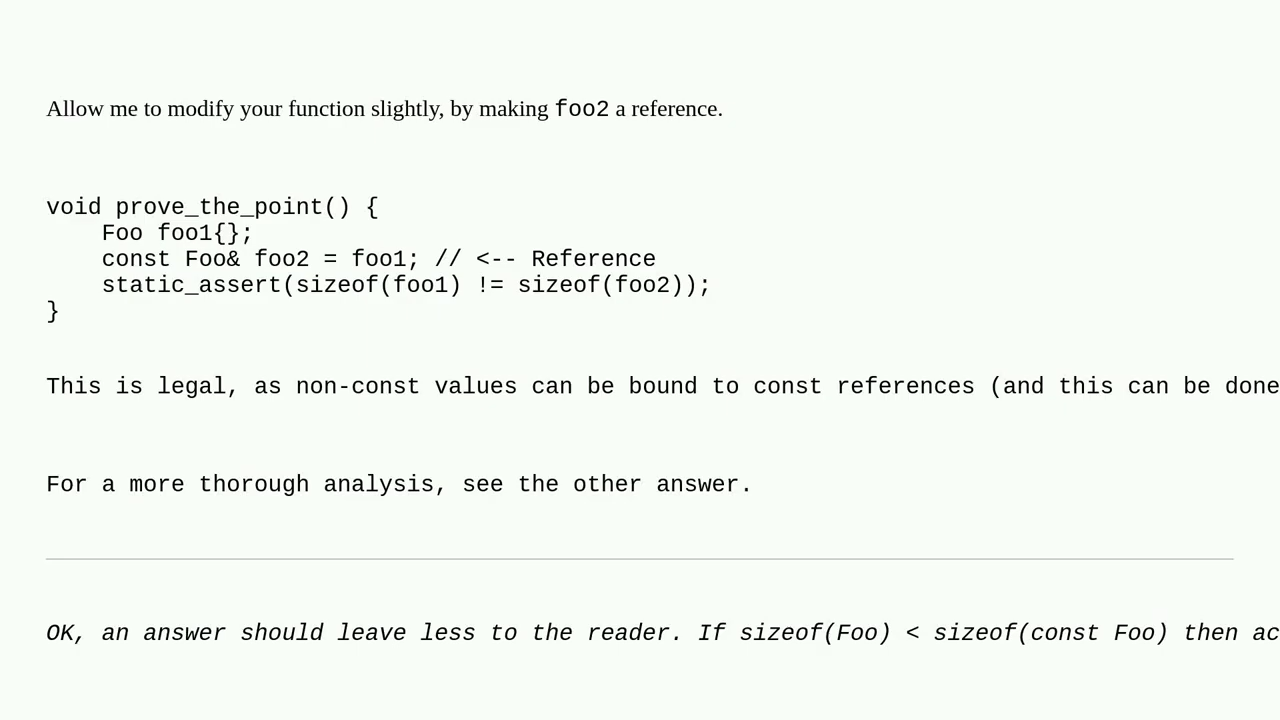 Allow me to modify your function slightly, by making foo2 a reference.
void prove_the_point() {
    Foo foo1{};
    const Foo& foo2 = foo1; // <-- Reference
    static_assert(sizeof(foo1) != sizeof(foo2));
}
This is legal, as non-const values can be bound to const references (and this can be done
For a more thorough analysis, see the other answer.
OK, an answer should leave less to the reader. If sizeof(Foo) < sizeof(const Foo) then ac